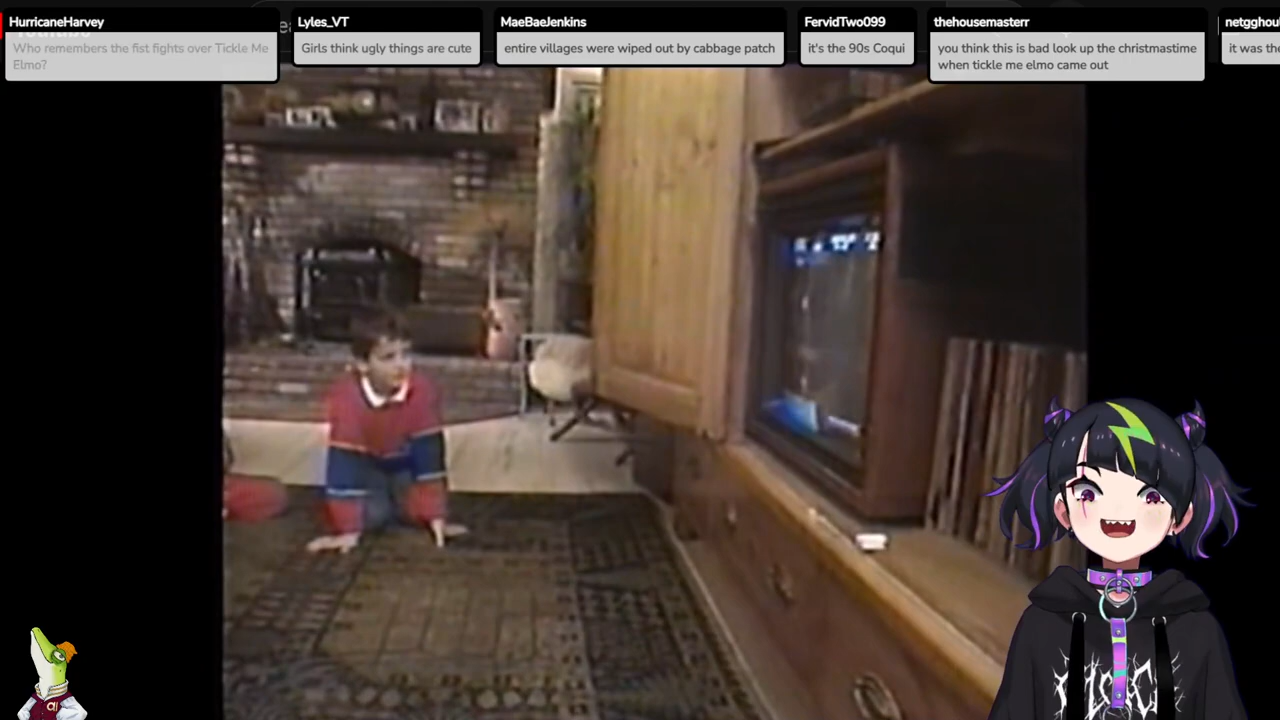 HurricaneHarvey
Who remembers the fist fights over Tickle Me
Elmo?
Lyles_VT
Girls think ugly things are cute
MaeBaeJenkins
entire villages were wiped out by cabbage patch
FervidTwo099
it's the 90s Coqui
thehousemasterr
you think this is bad look up the christmastime
when tickle me elmo came out
it was